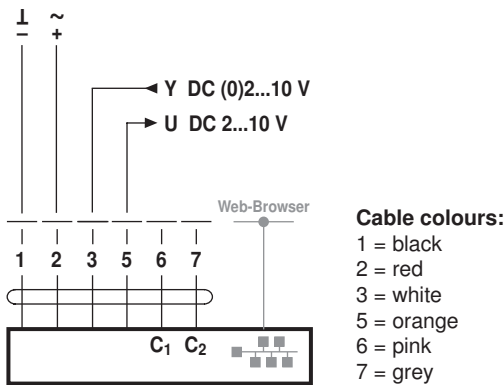 ⊥ ~
– +
Y DC (0)2...10 V
U DC 2...10 V
Web-Browser
1 2 3 5 6 7
C₁ C₂
Cable colours:
1 = black
2 = red
3 = white
5 = orange
6 = pink
7 = grey